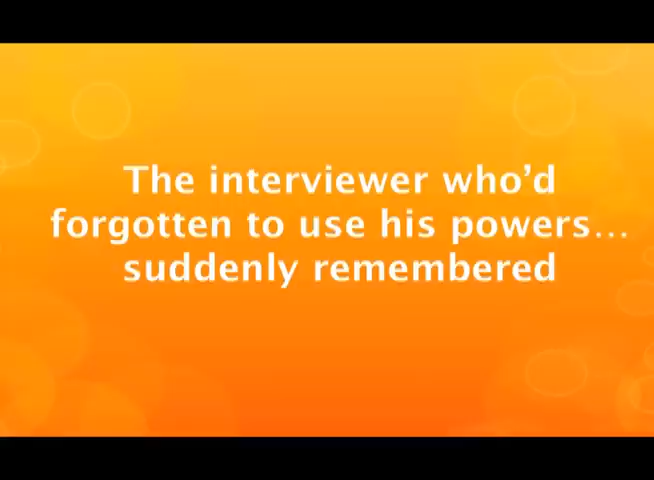 The interviewer who’d
forgotten to use his powers…
suddenly remembered